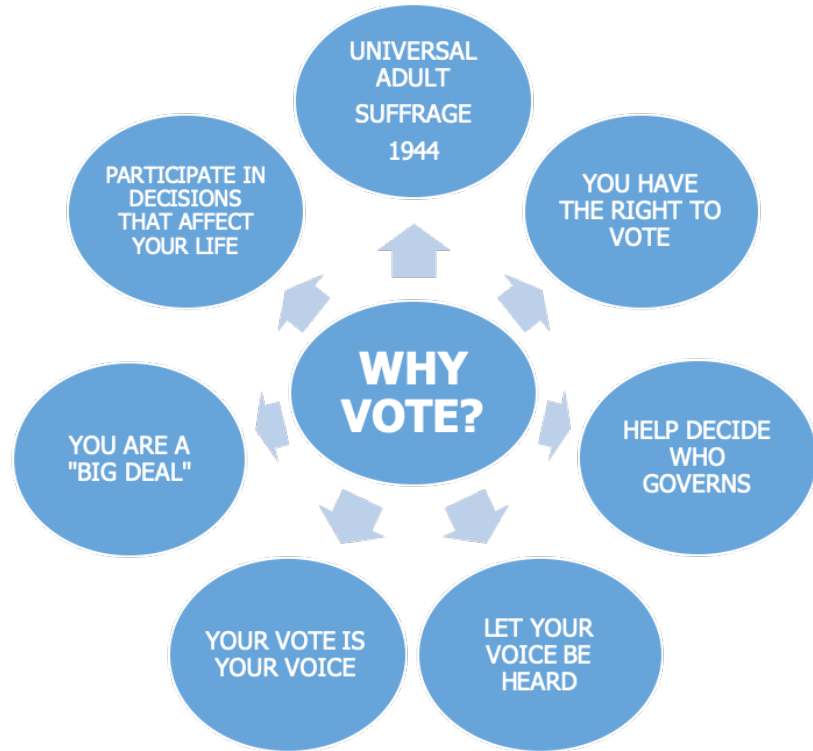 UNIVERSAL
ADULT
SUFFRAGE
1944
YOU HAVE
THE RIGHT TO
VOTE
HELP DECIDE
WHO
GOVERNS
LET YOUR
VOICE BE
HEARD
YOUR VOTE IS
YOUR VOICE
YOU ARE A
"BIG DEAL"
PARTICIPATE IN
DECISIONS
THAT AFFECT
YOUR LIFE
WHY
VOTE?